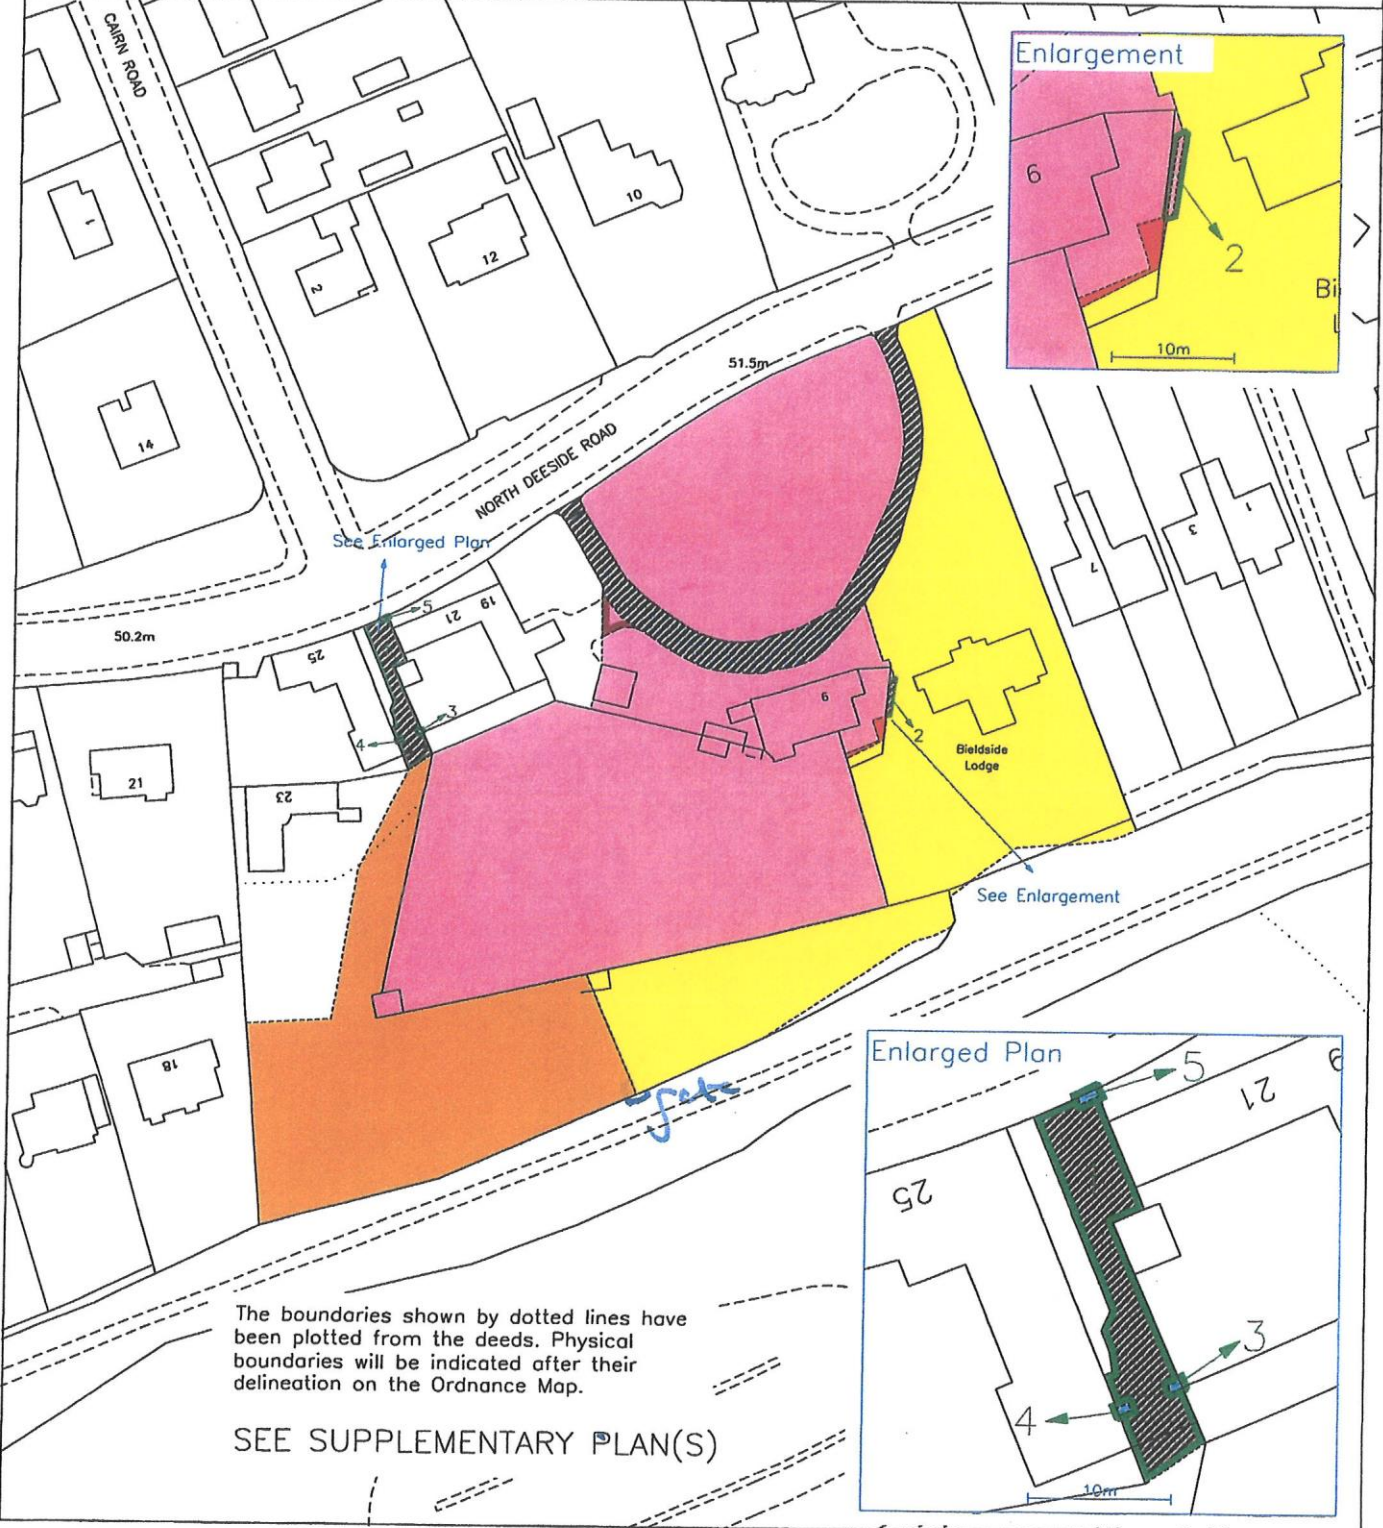 CAIRN ROAD
Enlargement
6
2
Bi
10m
1
2
12
10
14
51.5m
NORTH DEESIDE ROAD
See Enlarged Plan
5
19
21
50.2m
25
3
4
7
3
1
6
2
Bieldside
Lodge
21
23
See Enlargement
18
gate
Enlarged Plan
5
21
25
3
4
10m
The boundaries shown by dotted lines have
been plotted from the deeds. Physical
boundaries will be indicated after their
delineation on the Ordnance Map.
SEE SUPPLEMENTARY PLAN(S)